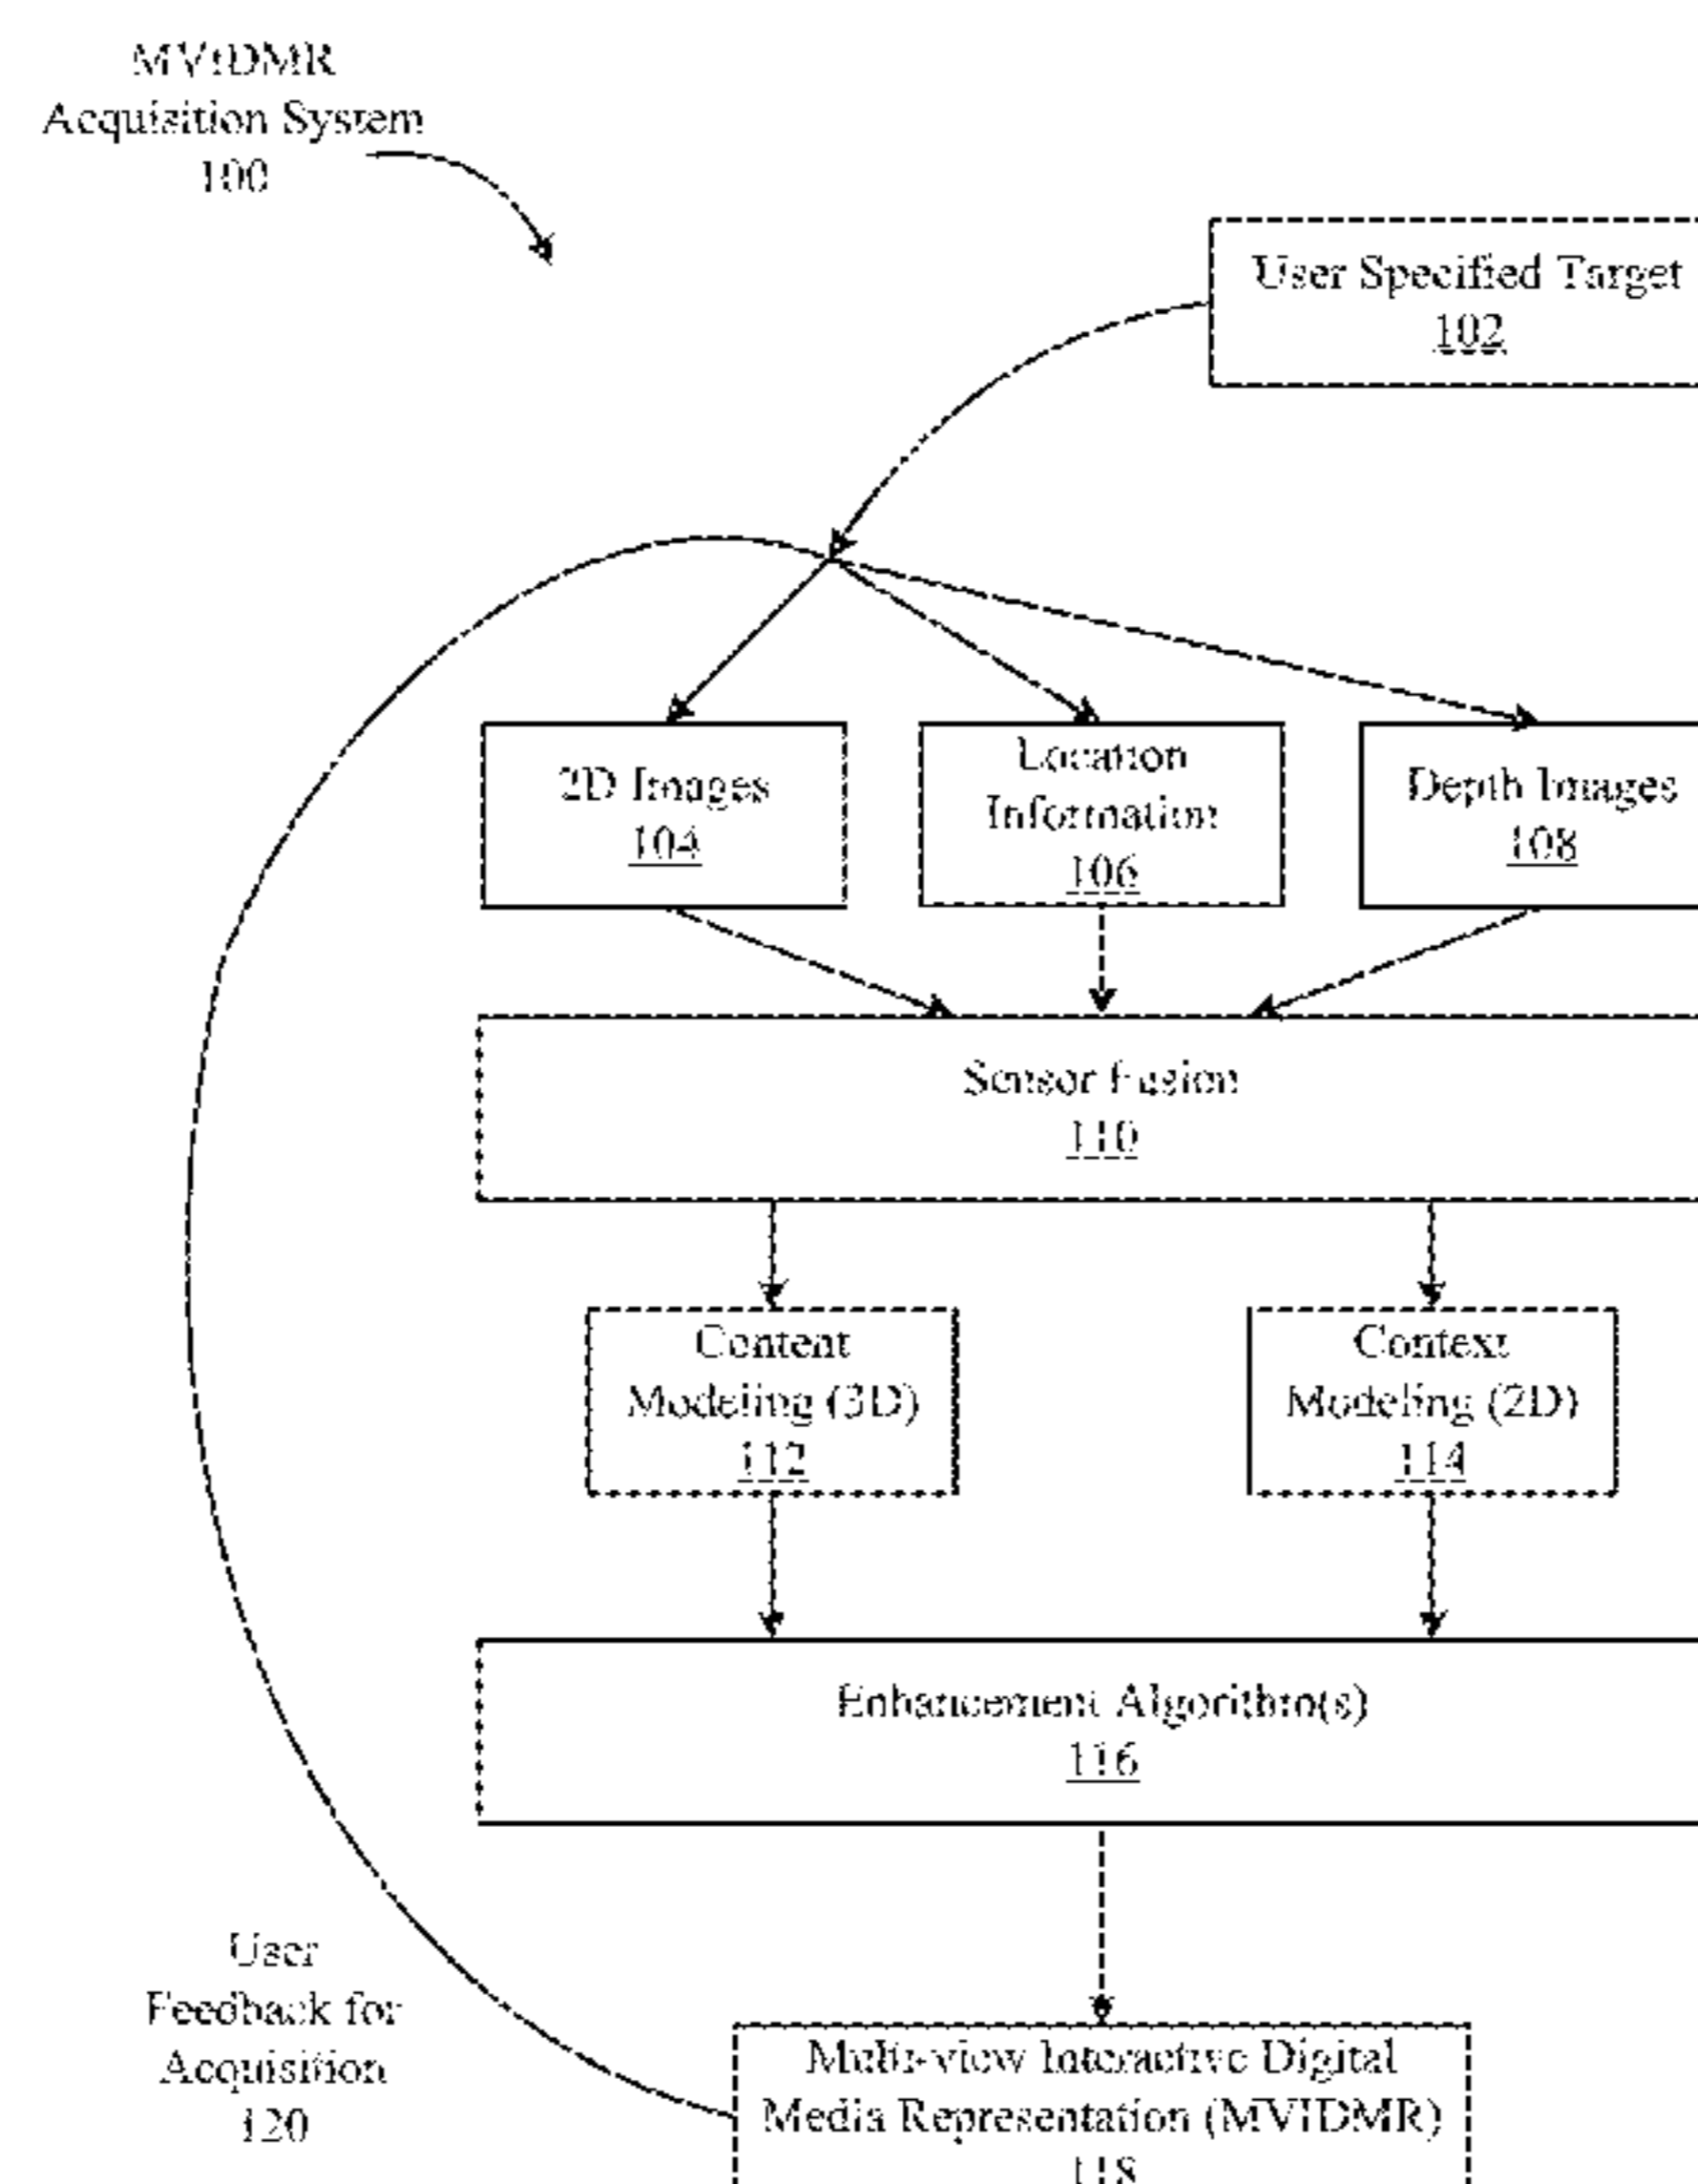 MVIDMR
Acquisition System
100
User Specified Target
102
2D Images
104
Location
Information
106
Depth Images
108
Sensor Fusion
110
Content
Modeling (3D)
112
Context
Modeling (2D)
114
Enhancement Algorithm(s)
116
User
Feedback for
Acquisition
120
Multi-view Interactive Digital
Media Representation (MVIDMR)
118